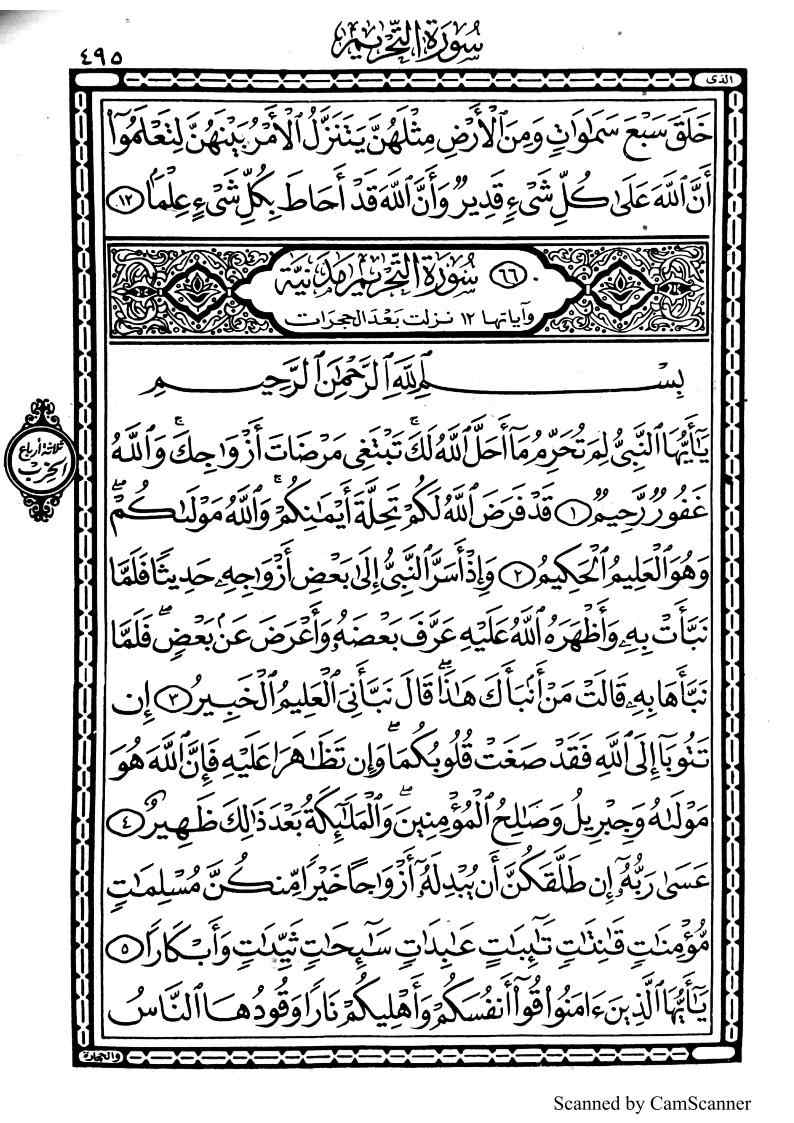 سُورَةُ التَّحْرِيم
٤٩٥
الذى
خَلَقَ سَبْعَ سَمَٰوَٰتٍ وَمِنَ ٱلْأَرْضِ مِثْلَهُنَّ يَتَنَزَّلُ ٱلْأَمْرُ بَيْنَهُنَّ لِتَعْلَمُوٓا۟
أَنَّ ٱللَّهَ عَلَىٰ كُلِّ شَىْءٍ قَدِيرٌ وَأَنَّ ٱللَّهَ قَدْ أَحَاطَ بِكُلِّ شَىْءٍ عِلْمًۢا ١٢
٦٦ سُورَةُ التَّحْرِيم مَدَنيَّة
وآياتها ١٢ نزلت بَعْدَ الحجرات
بِسْمِ ٱللَّهِ ٱلرَّحْمَٰنِ ٱلرَّحِيمِ
يَٰٓأَيُّهَا ٱلنَّبِىُّ لِمَ تُحَرِّمُ مَآ أَحَلَّ ٱللَّهُ لَكَ ۖ تَبْتَغِى مَرْضَاتَ أَزْوَٰجِكَ ۚ وَٱللَّهُ
غَفُورٌ رَّحِيمٌ ١ قَدْ فَرَضَ ٱللَّهُ لَكُمْ تَحِلَّةَ أَيْمَٰنِكُمْ ۚ وَٱللَّهُ مَوْلَىٰكُمْ ۖ
وَهُوَ ٱلْعَلِيمُ ٱلْحَكِيمُ ٢ وَإِذْ أَسَرَّ ٱلنَّبِىُّ إِلَىٰ بَعْضِ أَزْوَٰجِهِۦ حَدِيثًا فَلَمَّا
نَبَّأَتْ بِهِۦ وَأَظْهَرَهُ ٱللَّهُ عَلَيْهِ عَرَّفَ بَعْضَهُۥ وَأَعْرَضَ عَنۢ بَعْضٍ ۖ فَلَمَّا
نَبَّأَهَا بِهِۦ قَالَتْ مَنْ أَنۢبَأَكَ هَٰذَا ۖ قَالَ نَبَّأَنِىَ ٱلْعَلِيمُ ٱلْخَبِيرُ ٣ إِن
تَتُوبَآ إِلَى ٱللَّهِ فَقَدْ صَغَتْ قُلُوبُكُمَا ۖ وَإِن تَظَٰهَرَا عَلَيْهِ فَإِنَّ ٱللَّهَ هُوَ
مَوْلَىٰهُ وَجِبْرِيلُ وَصَٰلِحُ ٱلْمُؤْمِنِينَ ۖ وَٱلْمَلَٰٓئِكَةُ بَعْدَ ذَٰلِكَ ظَهِيرٌ ٤
عَسَىٰ رَبُّهُۥٓ إِن طَلَّقَكُنَّ أَن يُبْدِلَهُۥٓ أَزْوَٰجًا خَيْرًا مِّنكُنَّ مُسْلِمَٰتٍ
مُّؤْمِنَٰتٍ قَٰنِتَٰتٍ تَٰٓئِبَٰتٍ عَٰبِدَٰتٍ سَٰٓئِحَٰتٍ ثَيِّبَٰتٍ وَأَبْكَارًا ٥
يَٰٓأَيُّهَا ٱلَّذِينَ ءَامَنُوا۟ قُوٓا۟ أَنفُسَكُمْ وَأَهْلِيكُمْ نَارًا وَقُودُهَا ٱلنَّاسُ
والحجارة
ثلاثة أرباع
الحِزب
Scanned by CamScanner